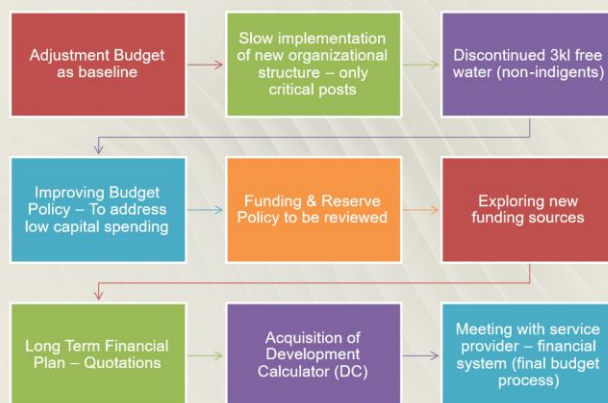 Adjustment Budget
as baseline
Slow implementation
of new organizational
structure – only
critical posts
Discontinued 3kl free
water (non-indigents)
Improving Budget
Policy – To address
low capital spending
Funding & Reserve
Policy to be reviewed
Exploring new
funding sources
Long Term Financial
Plan – Quotations
Acquisition of
Development
Calculator (DC)
Meeting with service
provider – financial
system (final budget
process)